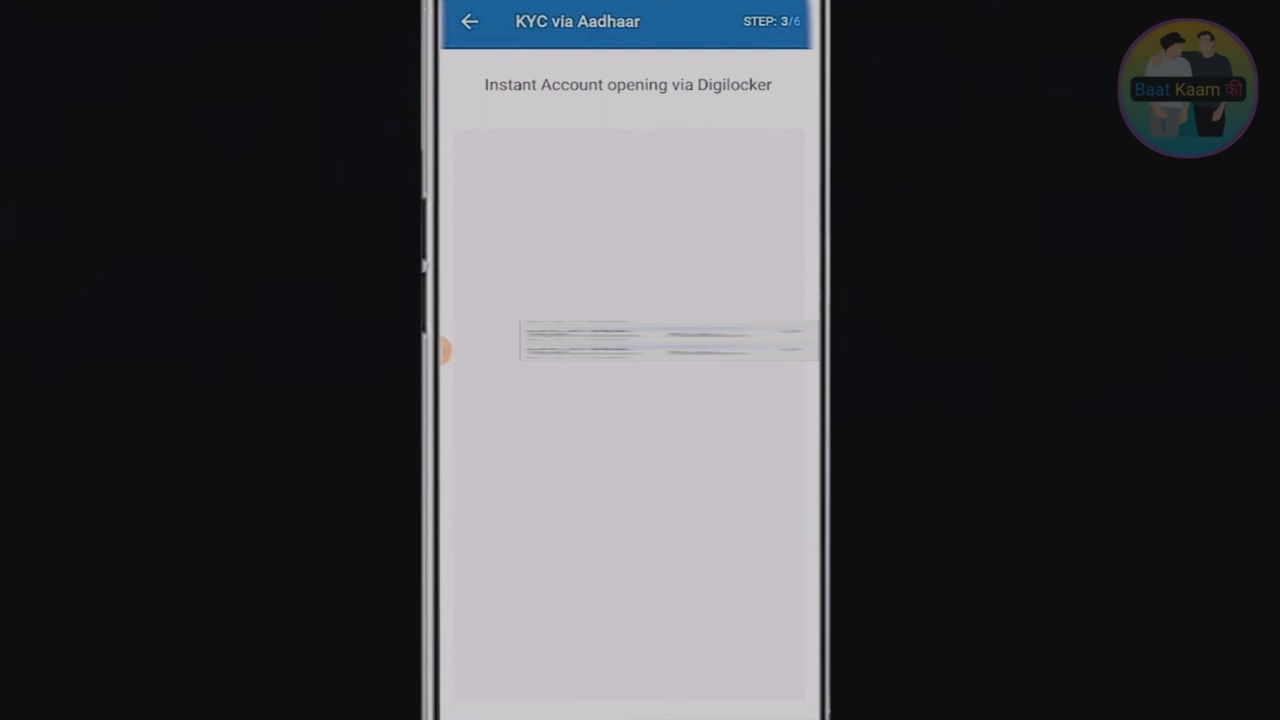 KYC via Aadhaar
STEP: 3/6
Baat Kaam की
Instant Account opening via Digilocker